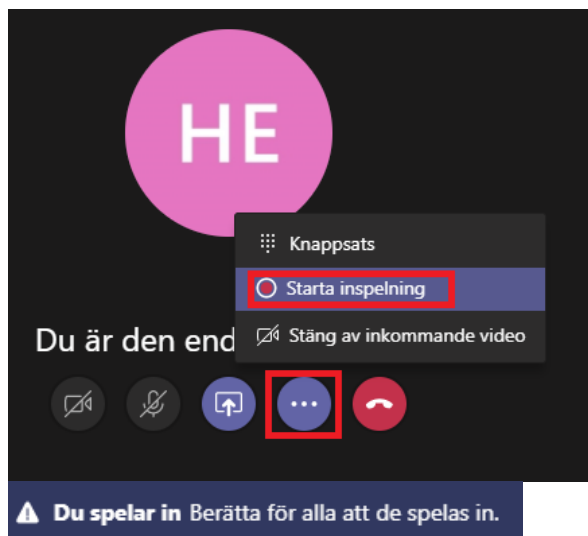 HE
Knappsats
Starta inspelning
Du är den end
Stäng av inkommande video
Du spelar in Berätta för alla att de spelas in.